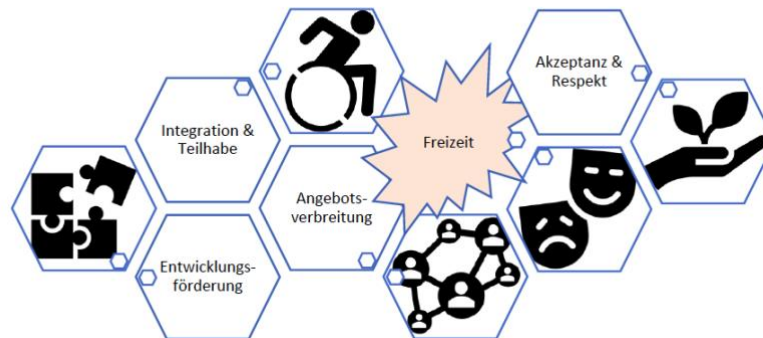 Akzeptanz &
Respekt
Integration &
Teilhabe
Freizeit
Angebots-
verbreitung
Entwicklungs-
förderung